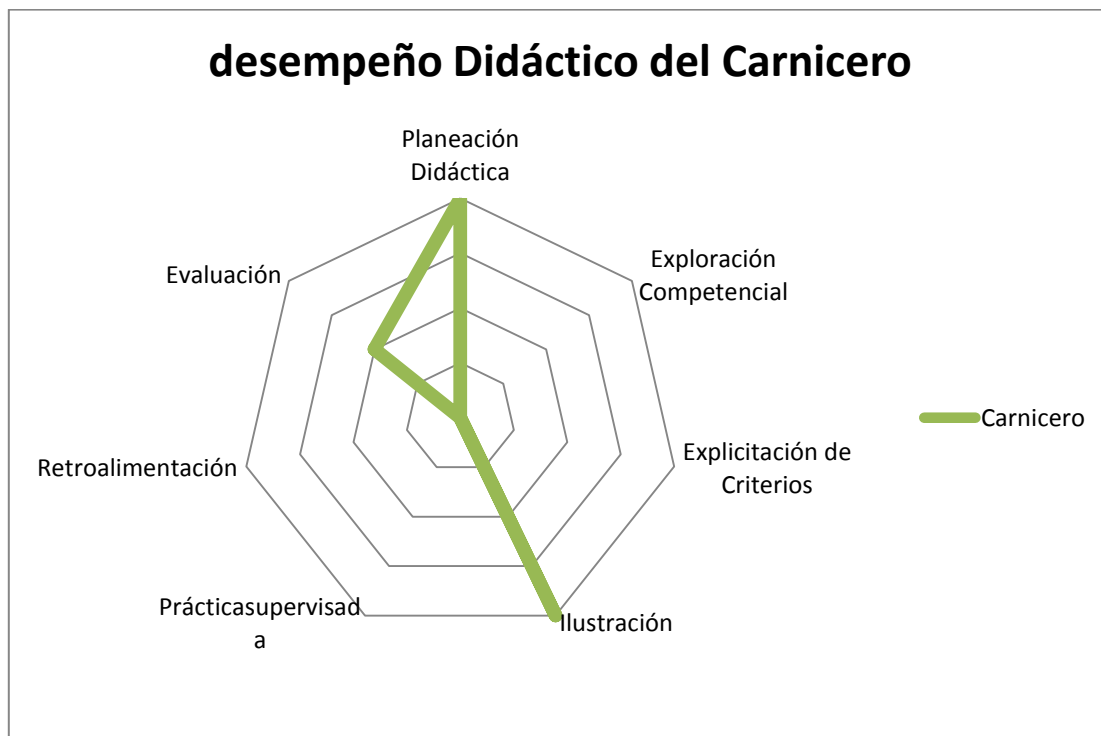 desempeño Didáctico del Carnicero
Planeación
Didáctica
Exploración
Competencial
Explicitación de
Criterios
Ilustración
Prácticasupervisad
a
Retroalimentación
Evaluación
Carnicero